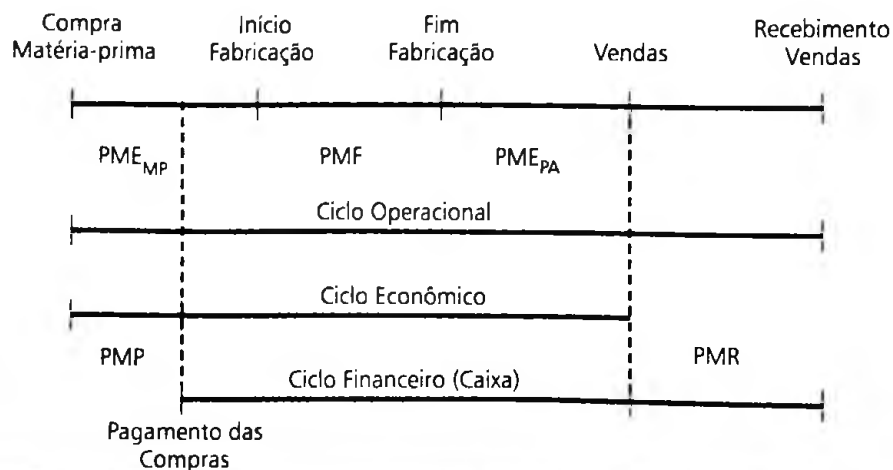 Compra
Matéria-prima
Início
Fabricação
Fim
Fabricação
Vendas
Recebimento
Vendas
PME_MP
PMF
PME_PA
Ciclo Operacional
Ciclo Econômico
PMP
PMR
Ciclo Financeiro (Caixa)
Pagamento das
Compras